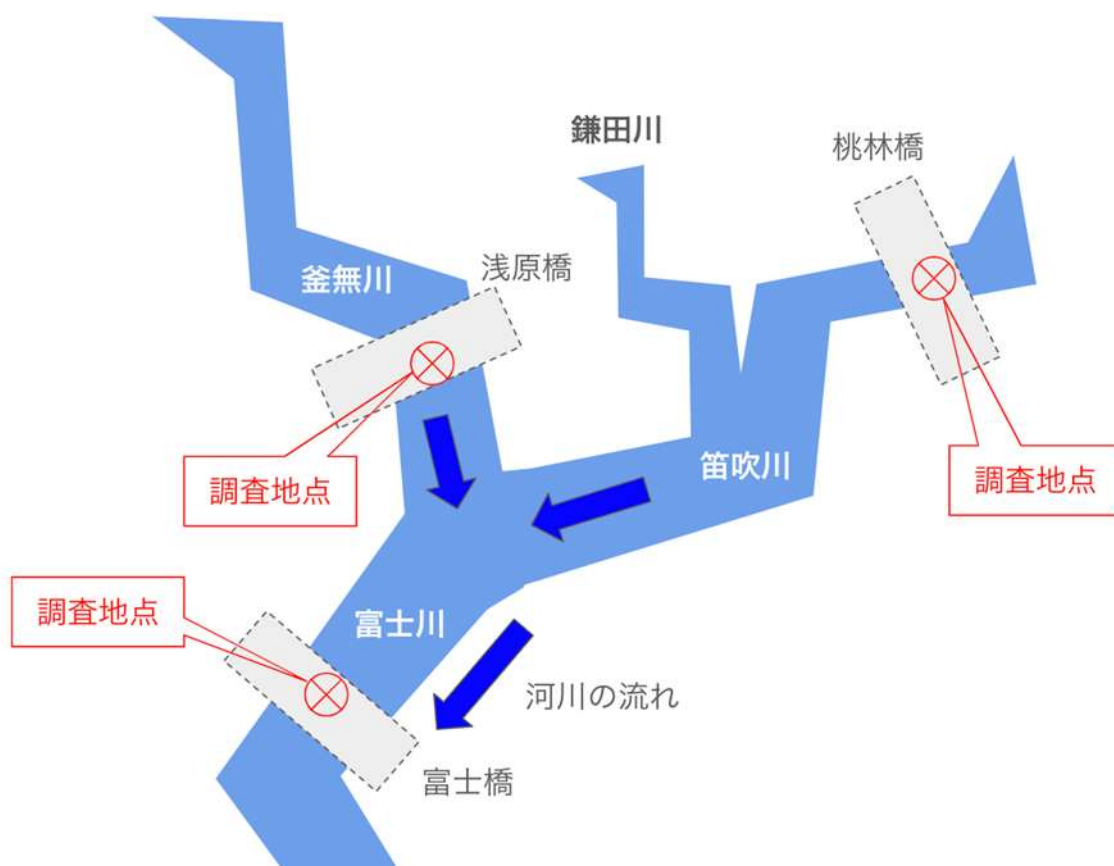 鎌田川
桃林橋
浅原橋
釜無川
笛吹川
調査地点
調査地点
調査地点
富士川
河川の流れ
富士橋